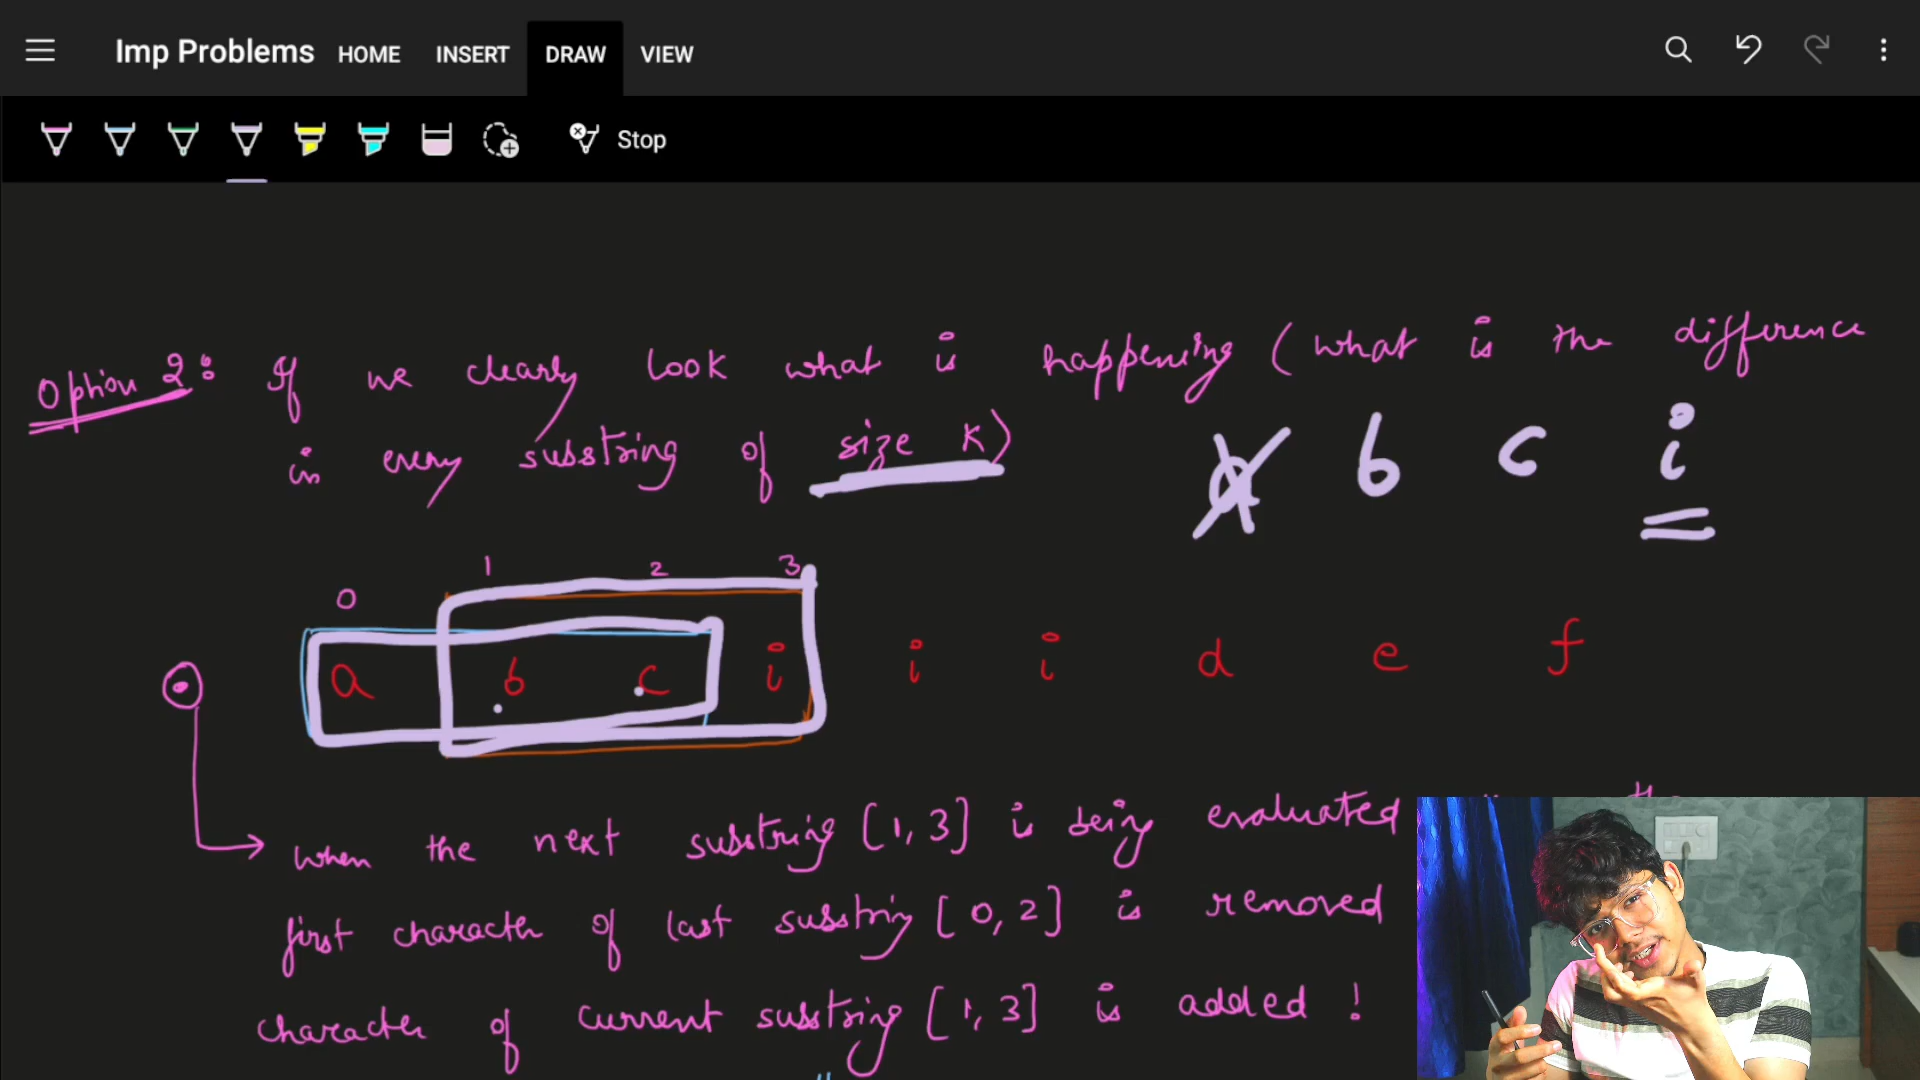 Imp Problems HOME INSERT DRAW VIEW
Stop
Option 2: If we clearly look what is happening (what is the difference
in every substring of size K)
a b c i
0 1 2 3
a b c i i i d e f
when the next substring [1, 3] is being evaluated
first character of last substring [0, 2] is removed
character of current substring [1, 3] is added !